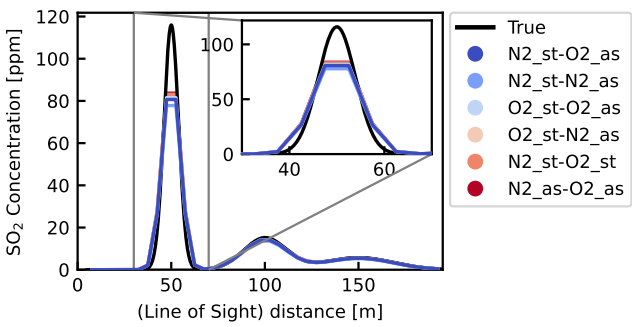 120
100
80
60
40
20
0
SO₂ Concentration [ppm]
0
50
100
150
(Line of Sight) distance [m]
100
50
0
40
60
True
N2_st-O2_as
N2_st-N2_as
O2_st-O2_as
O2_st-N2_as
N2_st-O2_st
N2_as-O2_as